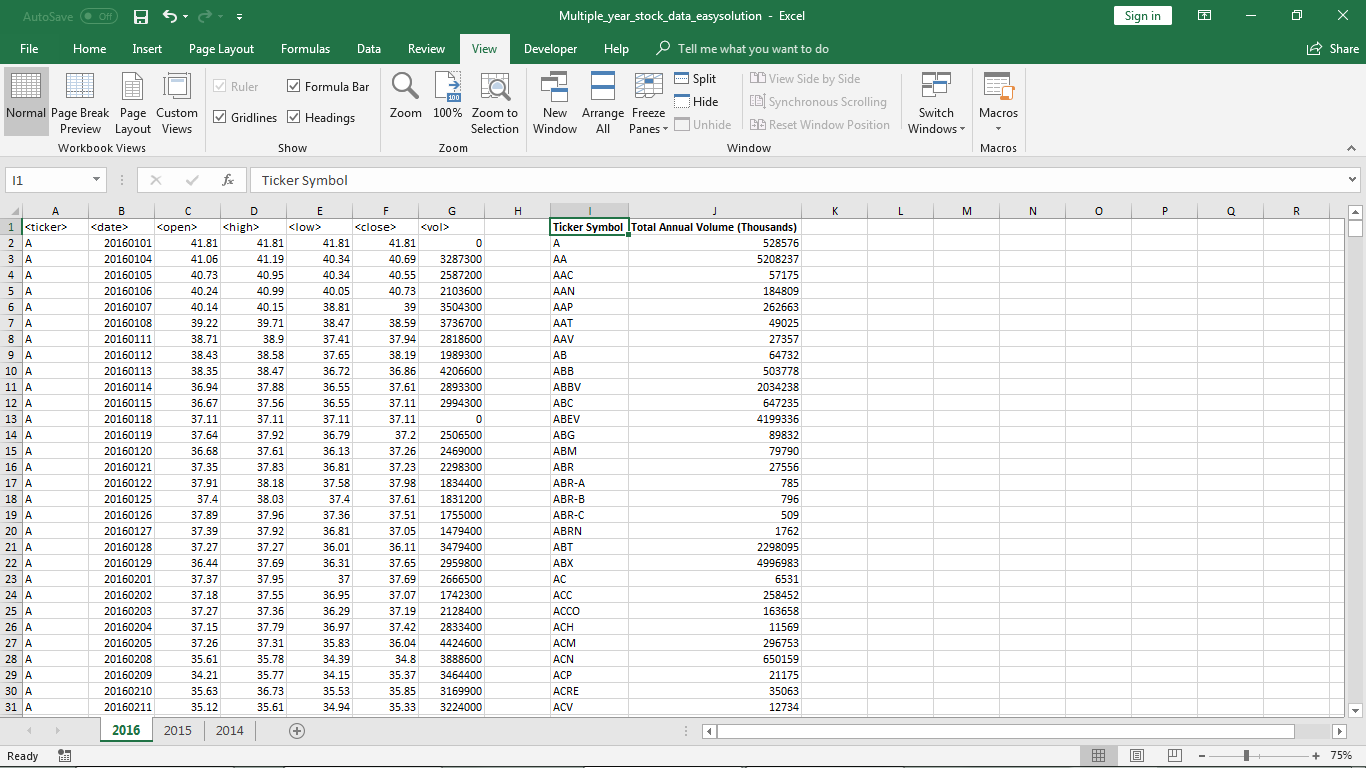 AutoSave Off Multiple_year_stock_data_easysolution - Excel Sign in
File Home Insert Page Layout Formulas Data Review View Developer Help Tell me what you want to do Share
Normal Page Break Preview Page Layout Custom Views
Workbook Views
Ruler Formula Bar
Gridlines Headings
Show
Zoom 100% Zoom to Selection
Zoom
New Window Arrange All Freeze Panes
Split View Side by Side
Hide Synchronous Scrolling
Unhide Reset Window Position
Switch Windows
Window
Macros
Macros
I1 fx Ticker Symbol
A B C D E F G H I J K L M N O P Q R
1 <ticker> <date> <open> <high> <low> <close> <vol> Ticker Symbol Total Annual Volume (Thousands)
2 A 20160101 41.81 41.81 41.81 41.81 0 A 528576
3 A 20160104 41.06 41.19 40.34 40.69 3287300 AA 5208237
4 A 20160105 40.73 40.95 40.34 40.55 2587200 AAC 57175
5 A 20160106 40.24 40.99 40.05 40.73 2103600 AAN 184809
6 A 20160107 40.14 40.15 38.81 39 3504300 AAP 262663
7 A 20160108 39.22 39.71 38.47 38.59 3736700 AAT 49025
8 A 20160111 38.71 38.9 37.41 37.94 2818600 AAV 27357
9 A 20160112 38.43 38.58 37.65 38.19 1989300 AB 64732
10 A 20160113 38.35 38.47 36.72 36.86 4206600 ABB 503778
11 A 20160114 36.94 37.88 36.55 37.61 2893300 ABBV 2034238
12 A 20160115 36.67 37.56 36.55 37.11 2994300 ABC 647235
13 A 20160118 37.11 37.11 37.11 37.11 0 ABEV 4199336
14 A 20160119 37.64 37.92 36.79 37.2 2506500 ABG 89832
15 A 20160120 36.68 37.61 36.13 37.26 2469000 ABM 79790
16 A 20160121 37.35 37.83 36.81 37.23 2298300 ABR 27556
17 A 20160122 37.91 38.18 37.58 37.98 1834400 ABR-A 785
18 A 20160125 37.4 38.03 37.4 37.61 1831200 ABR-B 796
19 A 20160126 37.89 37.96 37.36 37.51 1755000 ABR-C 509
20 A 20160127 37.39 37.92 36.81 37.05 1479400 ABRN 1762
21 A 20160128 37.27 37.27 36.01 36.11 3479400 ABT 2298095
22 A 20160129 36.44 37.69 36.31 37.65 2959800 ABX 4996983
23 A 20160201 37.37 37.95 37 37.69 2666500 AC 6531
24 A 20160202 37.18 37.55 36.95 37.07 1742300 ACC 258452
25 A 20160203 37.27 37.36 36.29 37.19 2128400 ACCO 163658
26 A 20160204 37.15 37.79 36.97 37.42 2833400 ACH 11569
27 A 20160205 37.26 37.31 35.83 36.04 4424600 ACM 296753
28 A 20160208 35.61 35.78 34.39 34.8 3888600 ACN 650159
29 A 20160209 34.21 35.77 34.15 35.37 3464400 ACP 21175
30 A 20160210 35.63 36.73 35.53 35.85 3169900 ACRE 35063
31 A 20160211 35.12 35.61 34.94 35.33 3224000 ACV 12734
2016 2015 2014
Ready 75%